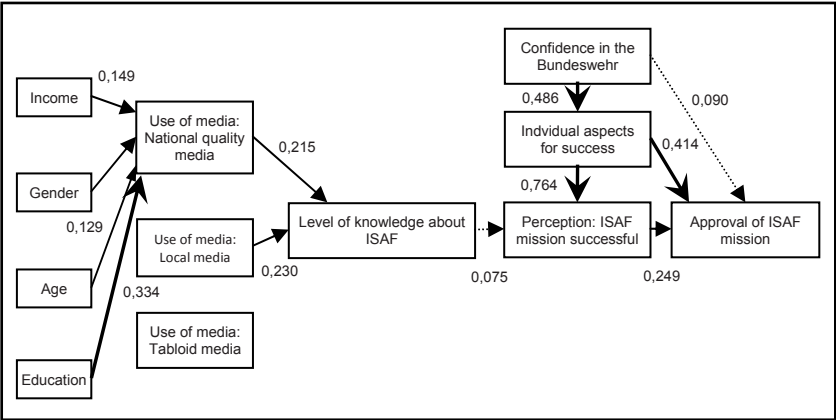 Confidence in the
Bundeswehr
0,149
0,486
0,090
Income
Use of media:
National quality
media
Indvidual aspects
for success
0,215
0,414
0,764
Gender
0,129
Level of knowledge about
ISAF
Perception: ISAF
mission successful
Approval of ISAF
mission
Use of media:
Local media
0,230
0,075
0,249
Age
0,334
Use of media:
Tabloid media
Education